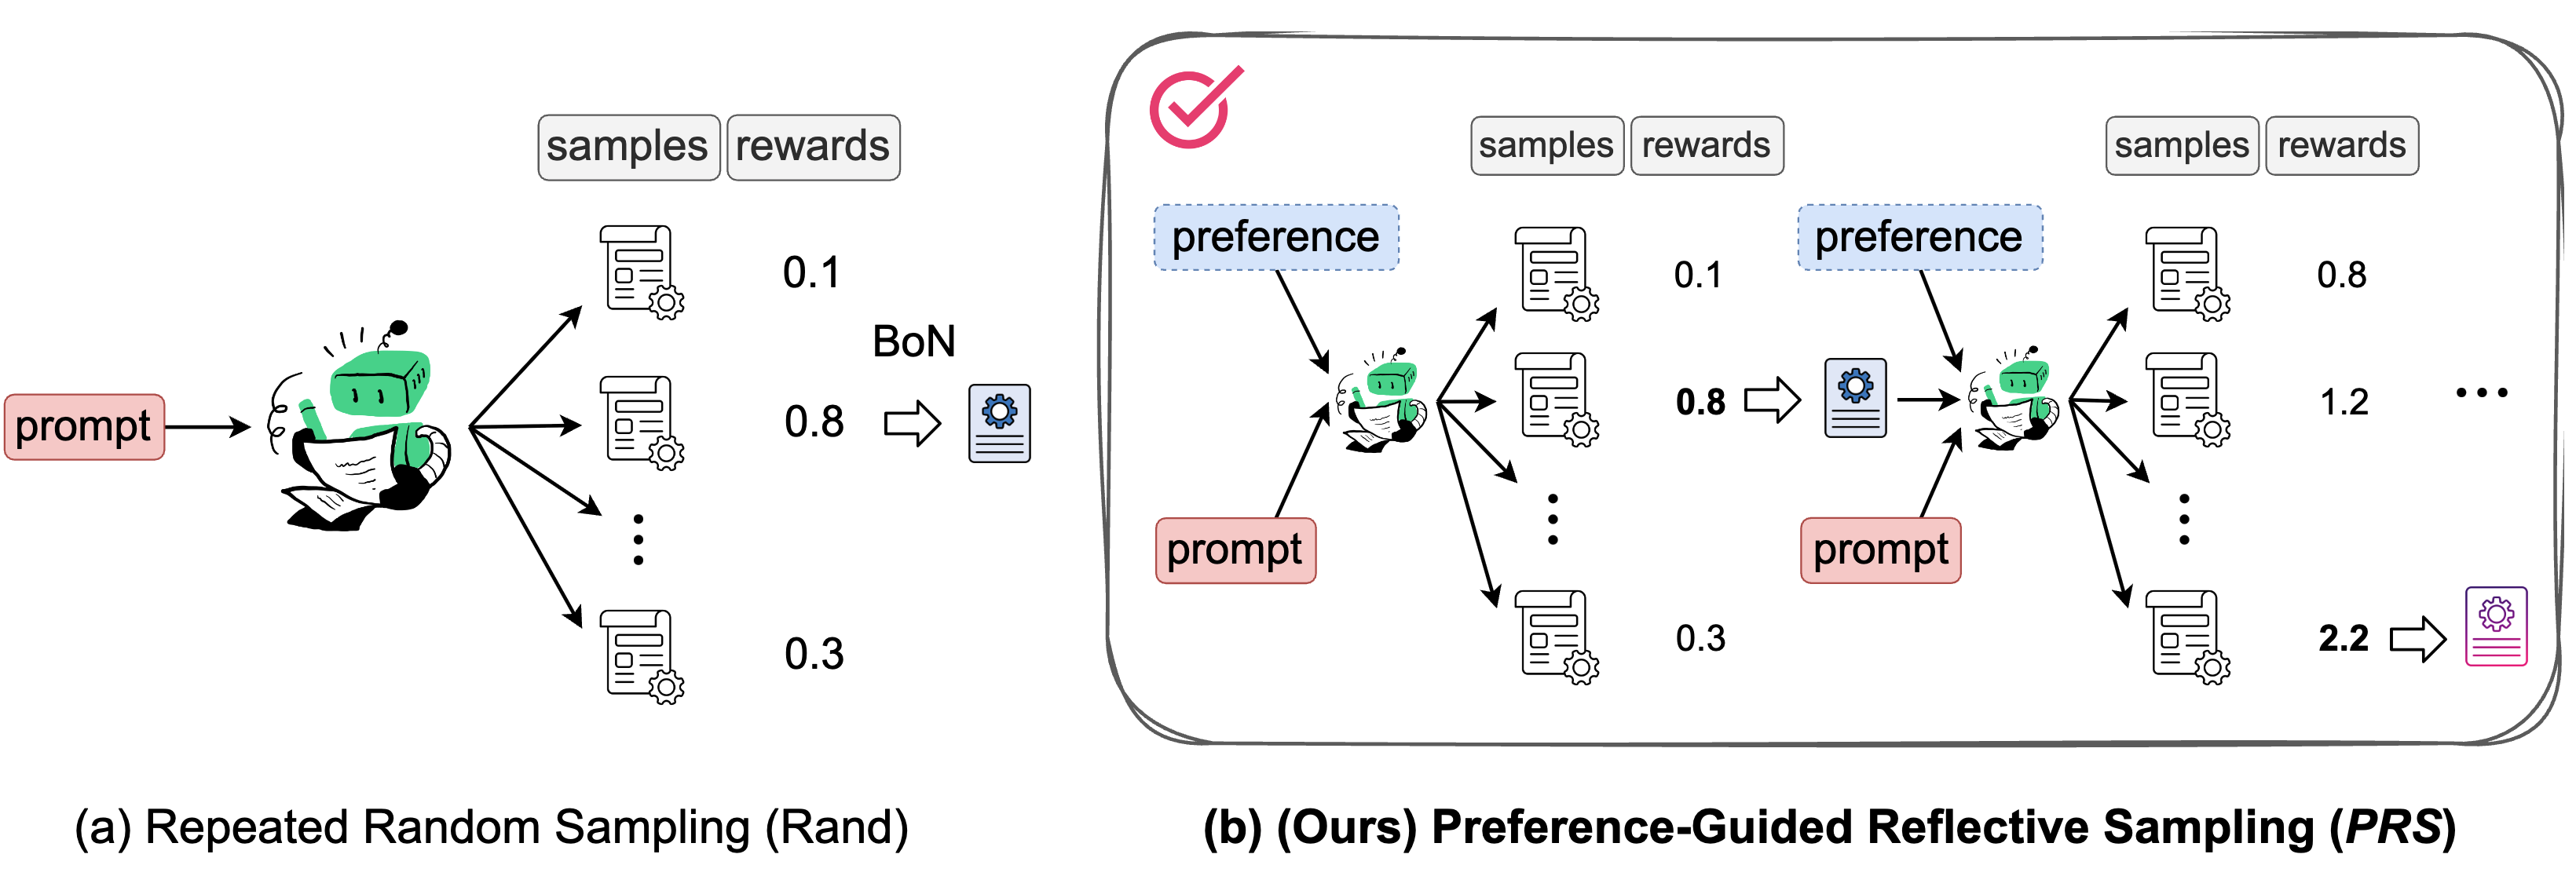 samples rewards
0.1
BoN
prompt
0.8
0.3
(a) Repeated Random Sampling (Rand)
samples rewards samples rewards
preference preference
0.1 0.8
0.8 1.2
prompt prompt
0.3 2.2
(b) (Ours) Preference-Guided Reflective Sampling (PRS)